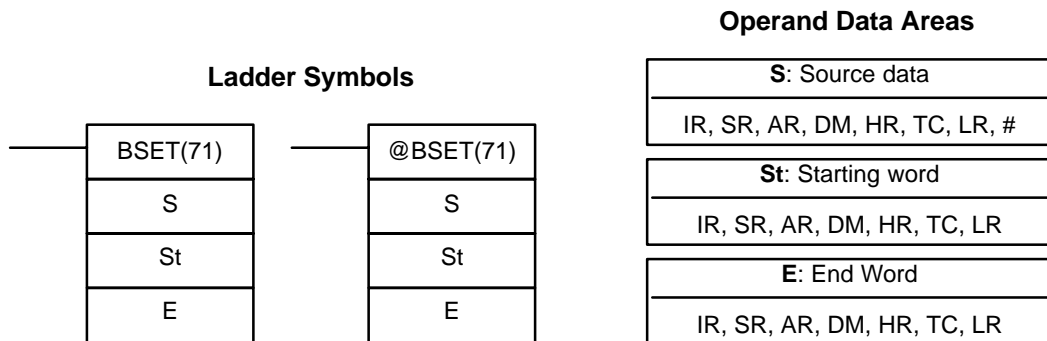 Ladder Symbols
BSET(71)
S
St
E
@BSET(71)
S
St
E
Operand Data Areas
S: Source data
IR, SR, AR, DM, HR, TC, LR, #
St: Starting word
IR, SR, AR, DM, HR, TC, LR
E: End Word
IR, SR, AR, DM, HR, TC, LR